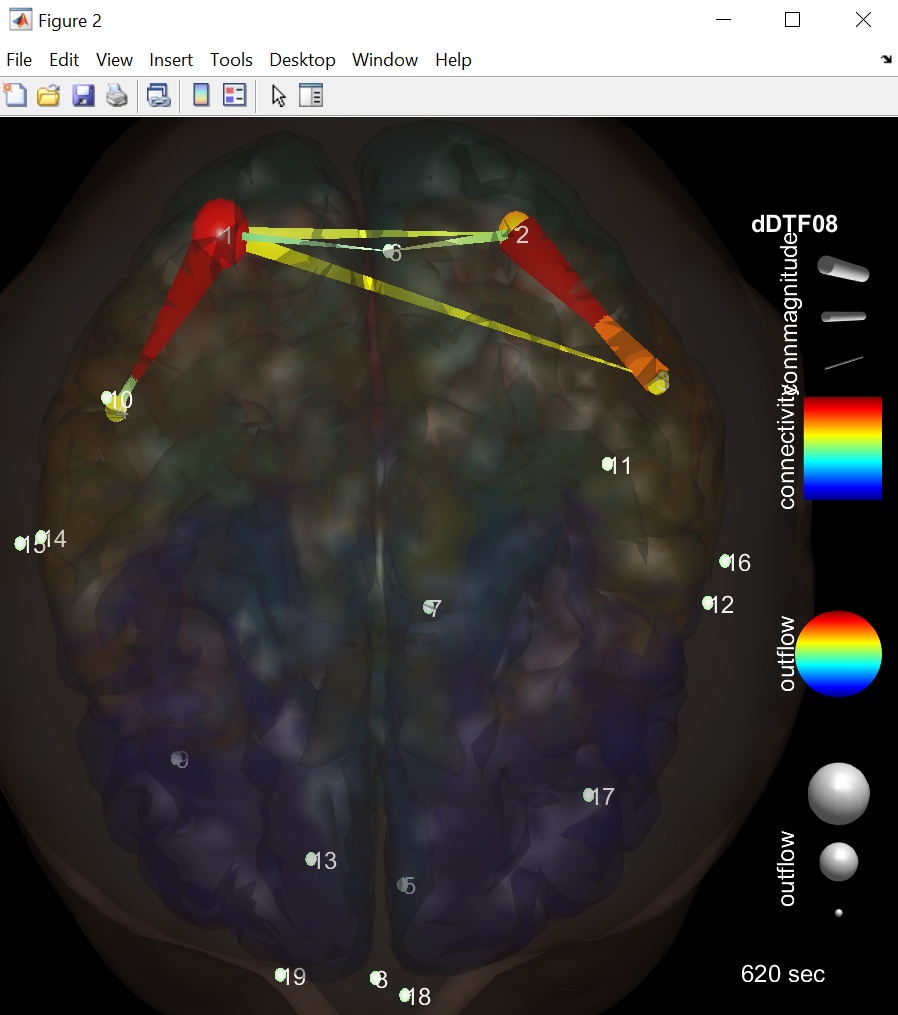 Figure 2
File Edit View Insert Tools Desktop Window Help
dDTF08
connmagnitude
connectivity
outflow
outflow
620 sec
1
2
6
10
11
15
14
16
12
7
9
17
13
5
19
8
18